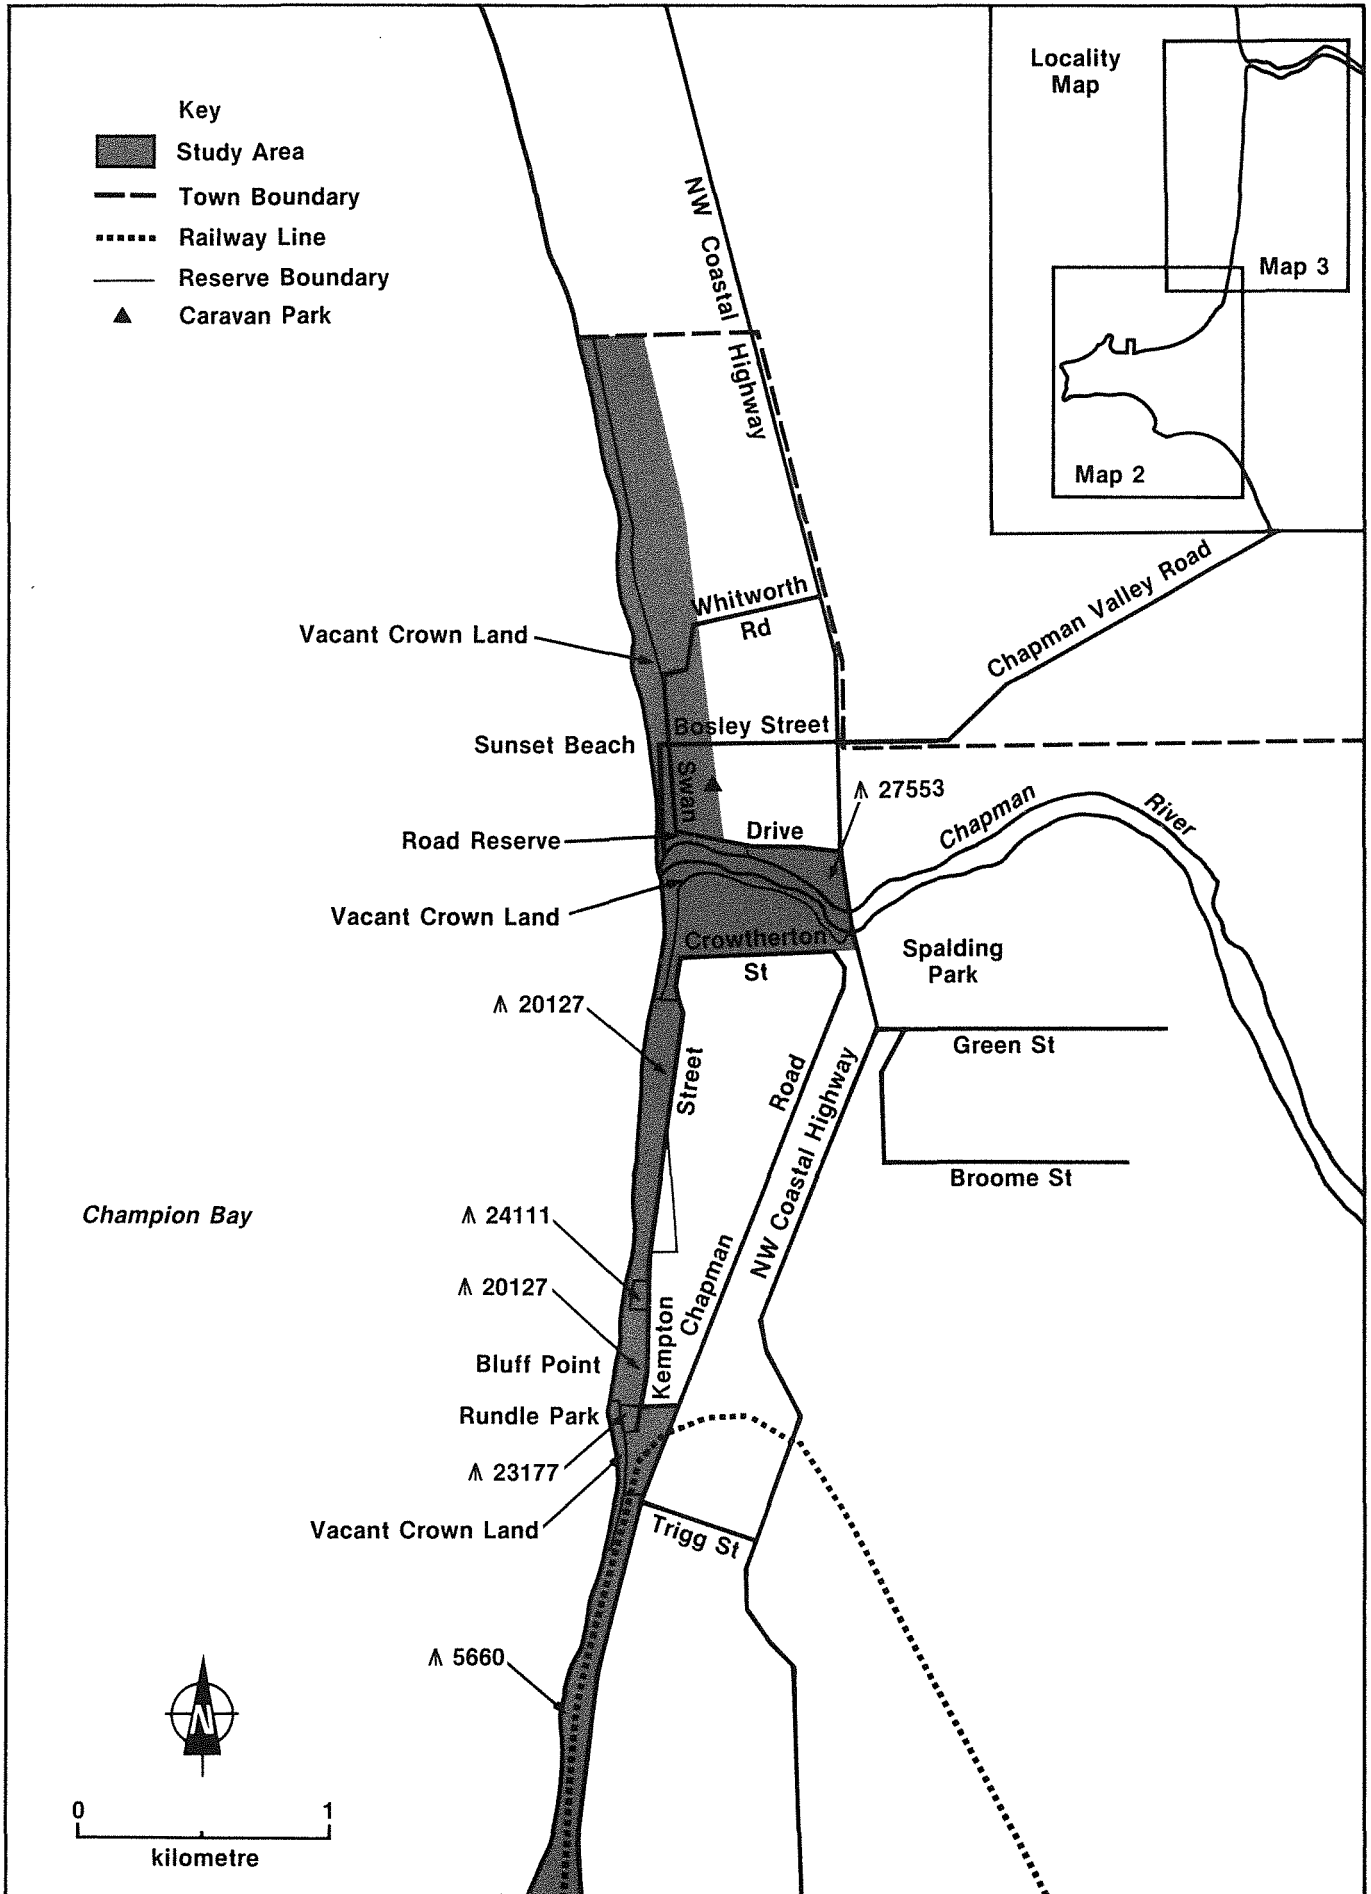 Locality
Map
Map 3
Map 2
Key
Study Area
Town Boundary
Railway Line
Reserve Boundary
Caravan Park
NW Coastal Highway
Whitworth
Rd
Vacant Crown Land
Chapman Valley Road
Bosley Street
Sunset Beach
Swan
Drive
27553
Chapman River
Road Reserve
Vacant Crown Land
Crowtherton
St
Spalding
Park
20127
Green St
Street
Road
NW Coastal Highway
Broome St
Champion Bay
24111
20127
Chapman
Kempton
Bluff Point
Rundle Park
23177
Vacant Crown Land
Trigg St
5660
N
0 1
kilometre